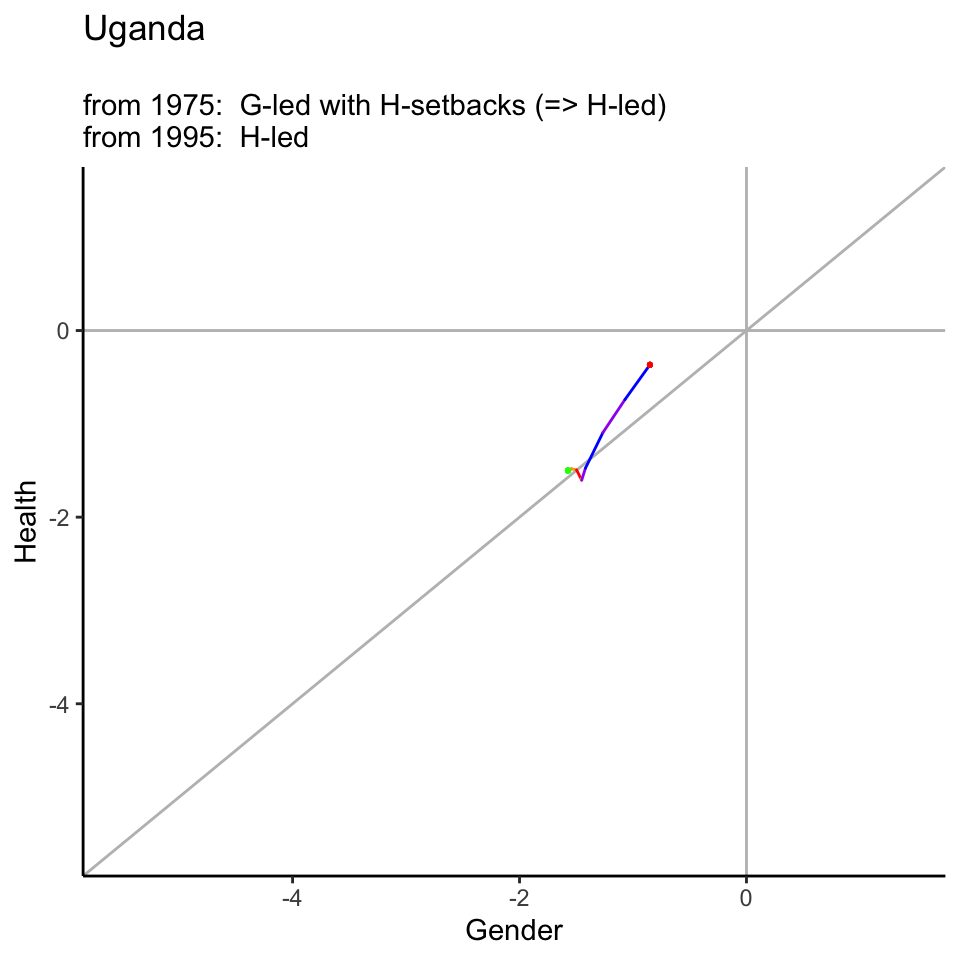 Uganda
from 1975:  G-led with H-setbacks (=> H-led)
from 1995:  H-led
0
-2
-4
Health
-4
-2
0
Gender